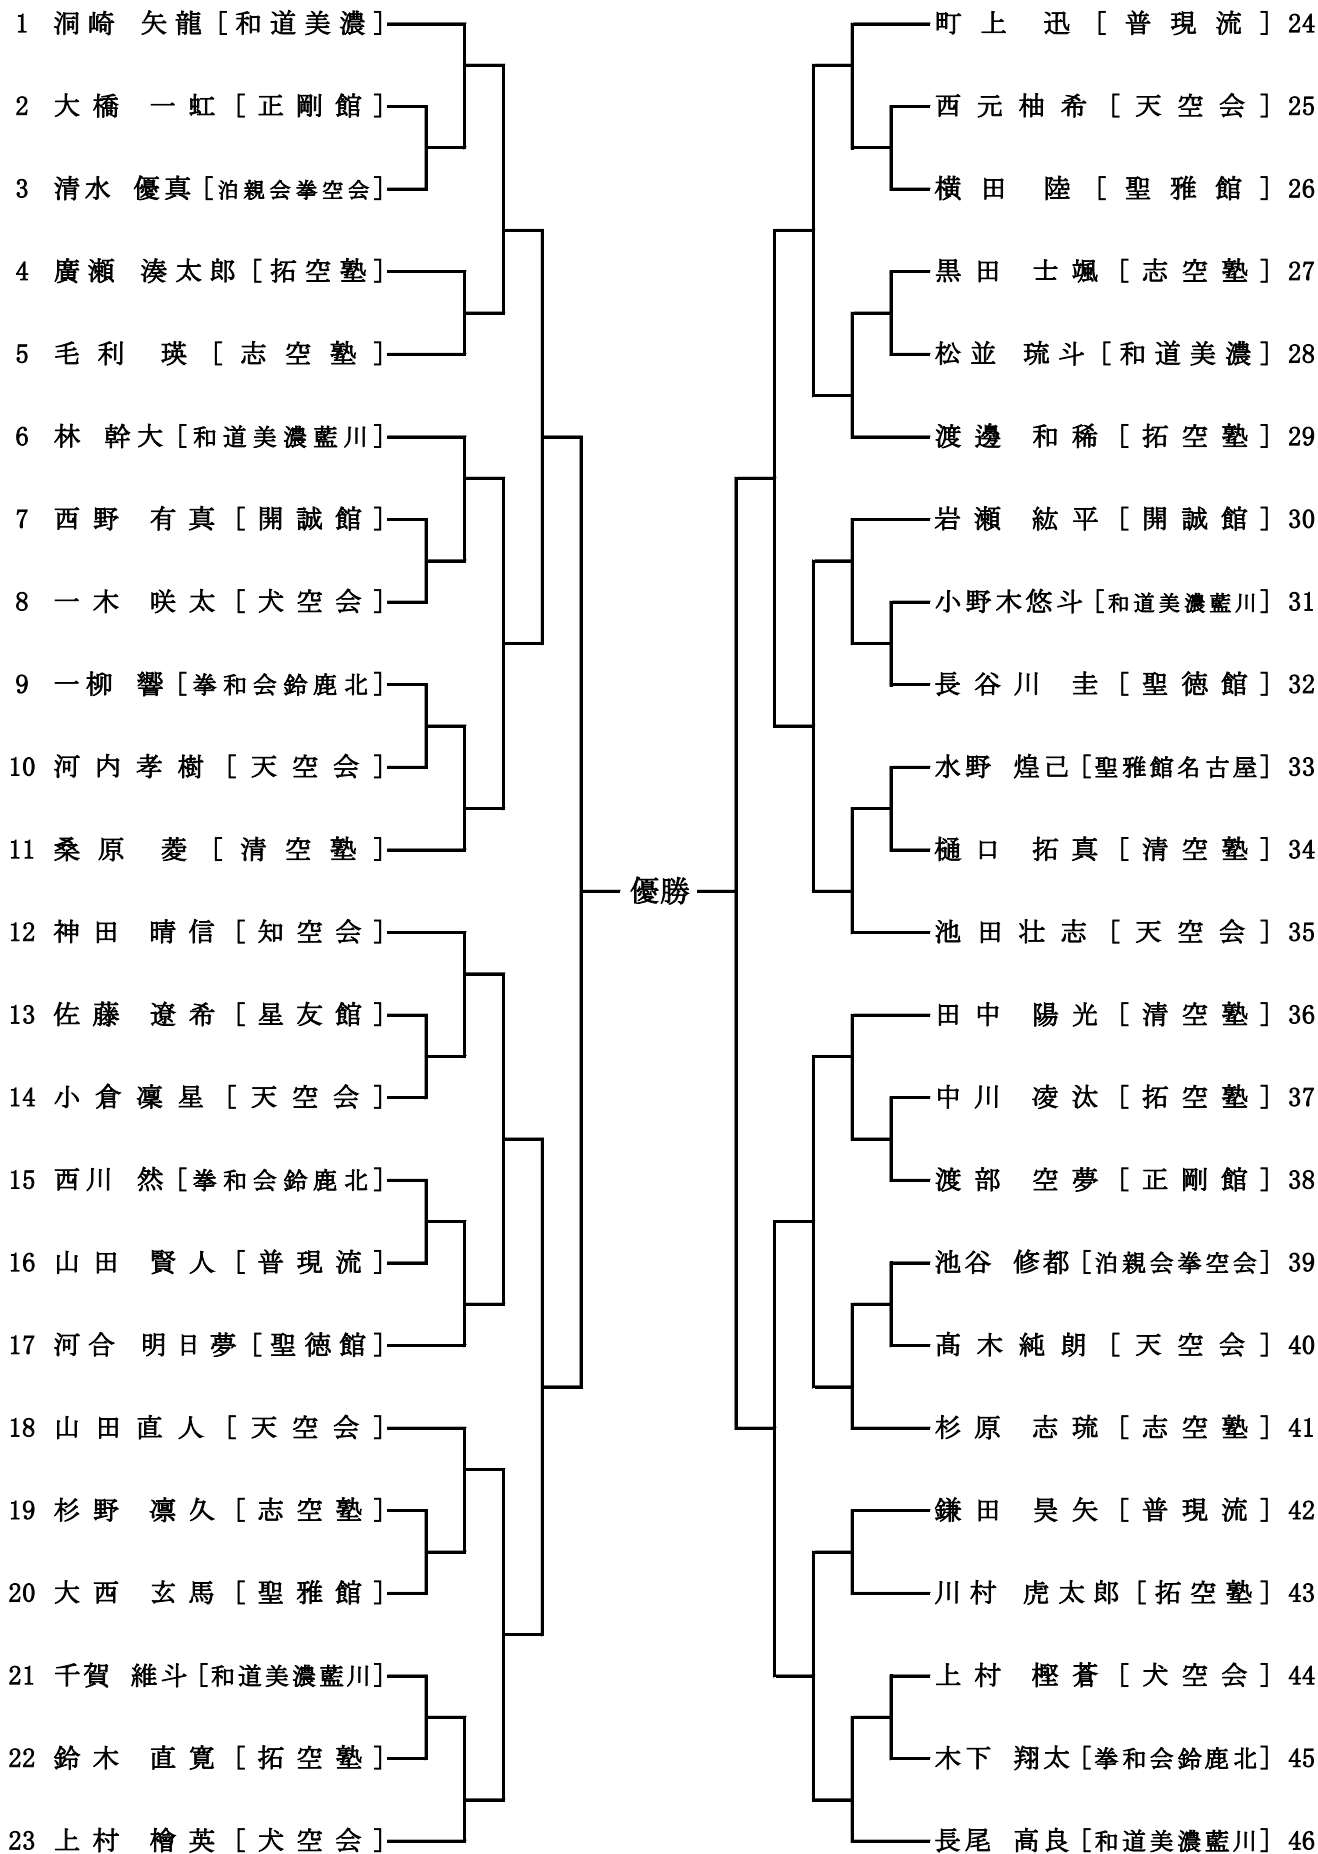 1 洞崎 矢龍 [和道美濃]
2 大橋 一虹 [正剛館]
3 清水 優真 [泊親会拳空会]
4 廣瀬 湊太郎 [拓空塾]
5 毛利 瑛 [志空塾]
6 林 幹大 [和道美濃藍川]
7 西野 有真 [開誠館]
8 一木 咲太 [犬空会]
9 一柳 響 [拳和会鈴鹿北]
10 河内孝樹 [天空会]
11 桑原 菱 [清空塾]
12 神田 晴信 [知空会]
13 佐藤 遼希 [星友館]
14 小倉凜星 [天空会]
15 西川 然 [拳和会鈴鹿北]
16 山田 賢人 [普現流]
17 河合 明日夢 [聖徳館]
18 山田直人 [天空会]
19 杉野 凛久 [志空塾]
20 大西 玄馬 [聖雅館]
21 千賀 維斗 [和道美濃藍川]
22 鈴木 直寛 [拓空塾]
23 上村 檜英 [犬空会]
優勝
町上 迅 [普現流] 24
西元柚希 [天空会] 25
横田 陸 [聖雅館] 26
黒田 士颯 [志空塾] 27
松並 琉斗 [和道美濃] 28
渡邊 和稀 [拓空塾] 29
岩瀬 紘平 [開誠館] 30
小野木悠斗 [和道美濃藍川] 31
長谷川 圭 [聖徳館] 32
水野 煌己 [聖雅館名古屋] 33
樋口 拓真 [清空塾] 34
池田壮志 [天空会] 35
田中 陽光 [清空塾] 36
中川 凌汰 [拓空塾] 37
渡部 空夢 [正剛館] 38
池谷 修都 [泊親会拳空会] 39
髙木純朗 [天空会] 40
杉原 志琉 [志空塾] 41
鎌田 昊矢 [普現流] 42
川村 虎太郎 [拓空塾] 43
上村 樫蒼 [犬空会] 44
木下 翔太 [拳和会鈴鹿北] 45
長尾 高良 [和道美濃藍川] 46